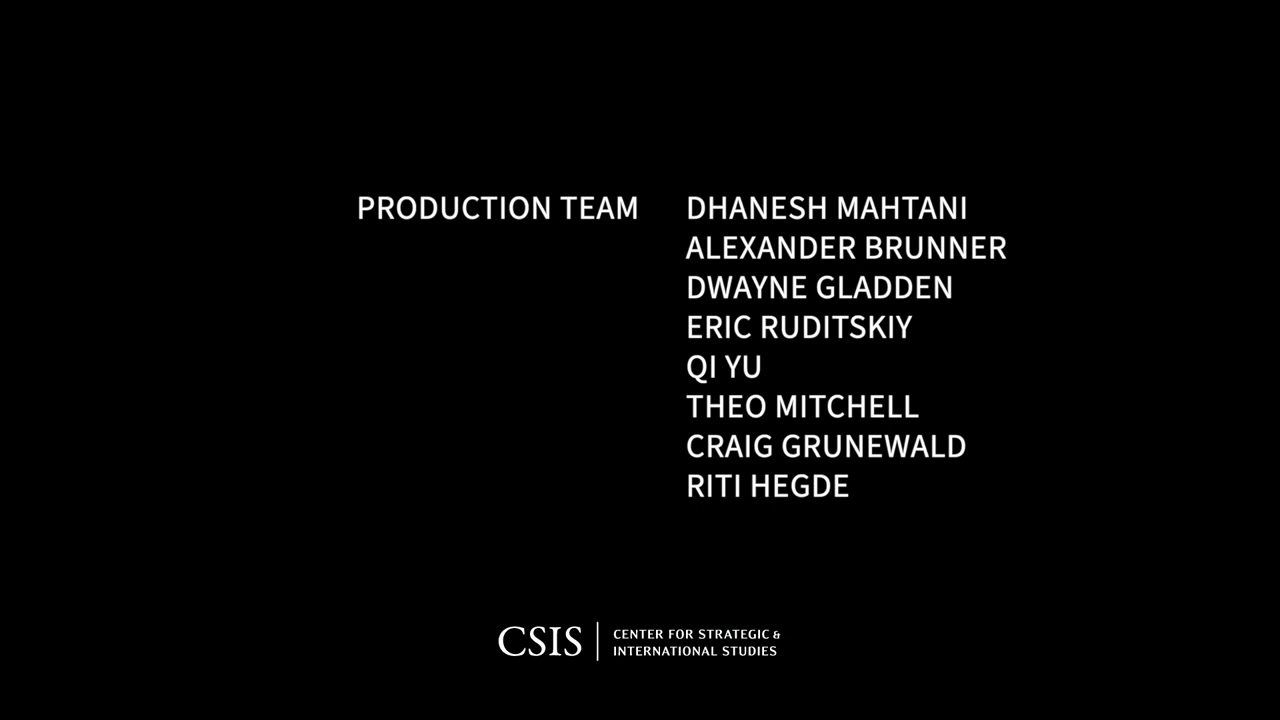 PRODUCTION TEAM DHANESH MAHTANI
ALEXANDER BRUNNER
DWAYNE GLADDEN
ERIC RUDITSKIY
QI YU
THEO MITCHELL
CRAIG GRUNEWALD
RITI HEGDE
CSIS
CENTER FOR STRATEGIC &
INTERNATIONAL STUDIES